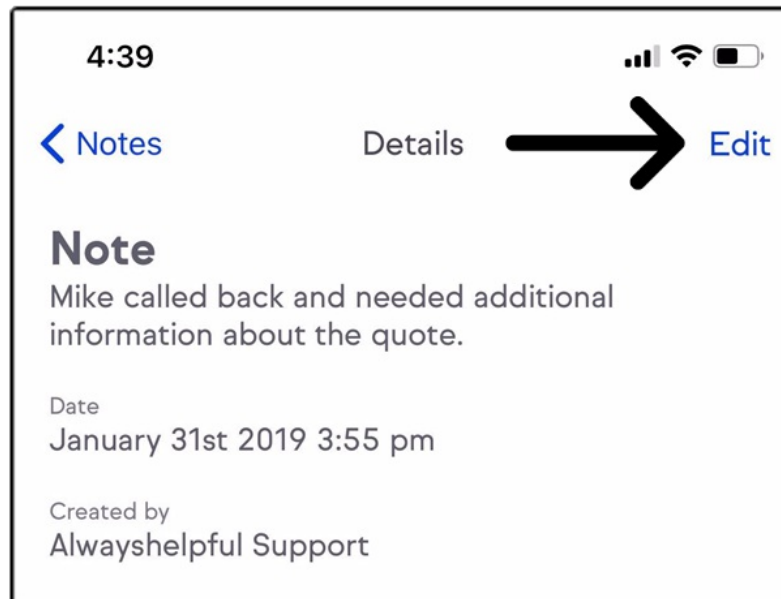 4:39
Notes Details Edit
Note
Mike called back and needed additional
information about the quote.
Date
January 31st 2019 3:55 pm
Created by
Alwayshelpful Support